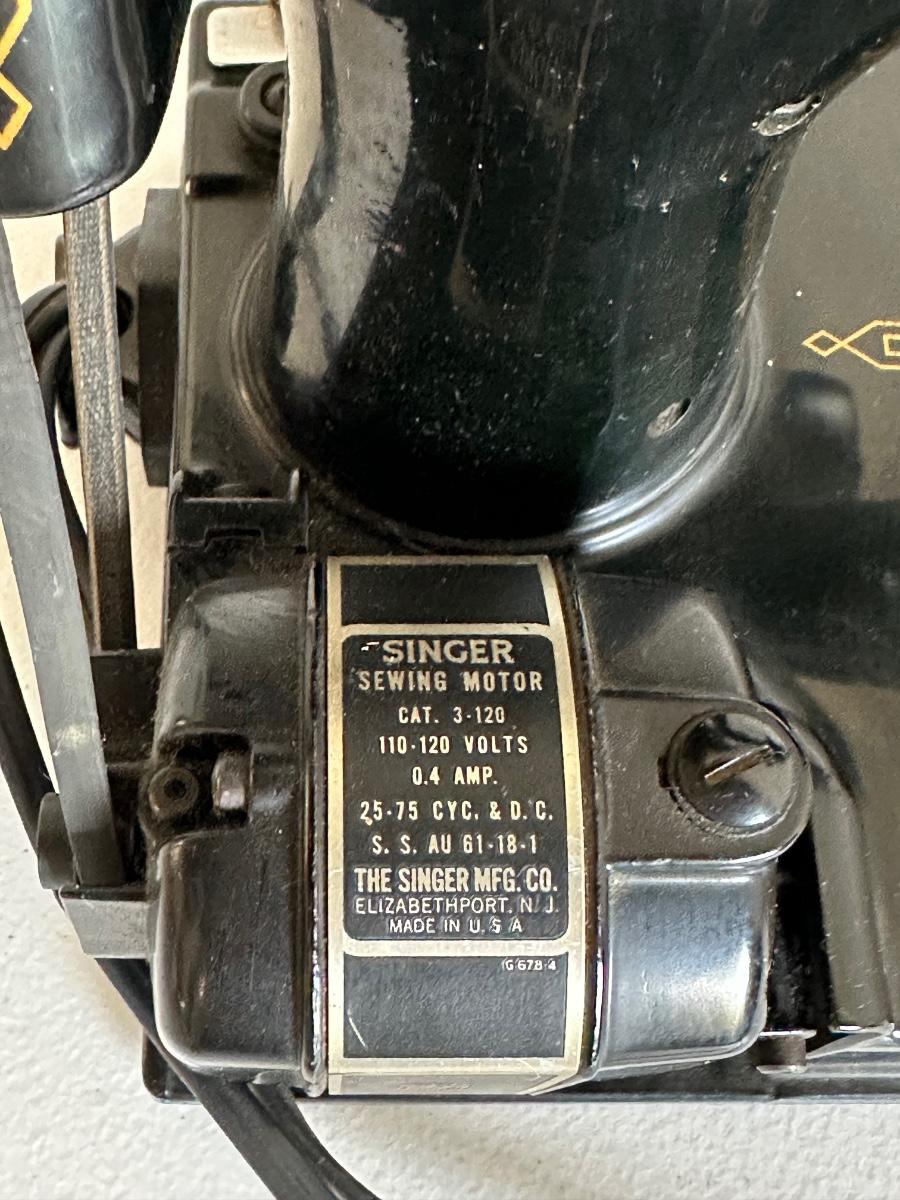 SINGER
SEWING MOTOR
CAT. 3-120
110-120 VOLTS
0.4 AMP.
25-75 CYC. & D.C.
S. S. AU 61-18-1
THE SINGER MFG. CO.
ELIZABETHPORT, N. J.
MADE IN U. S A
G 678-4